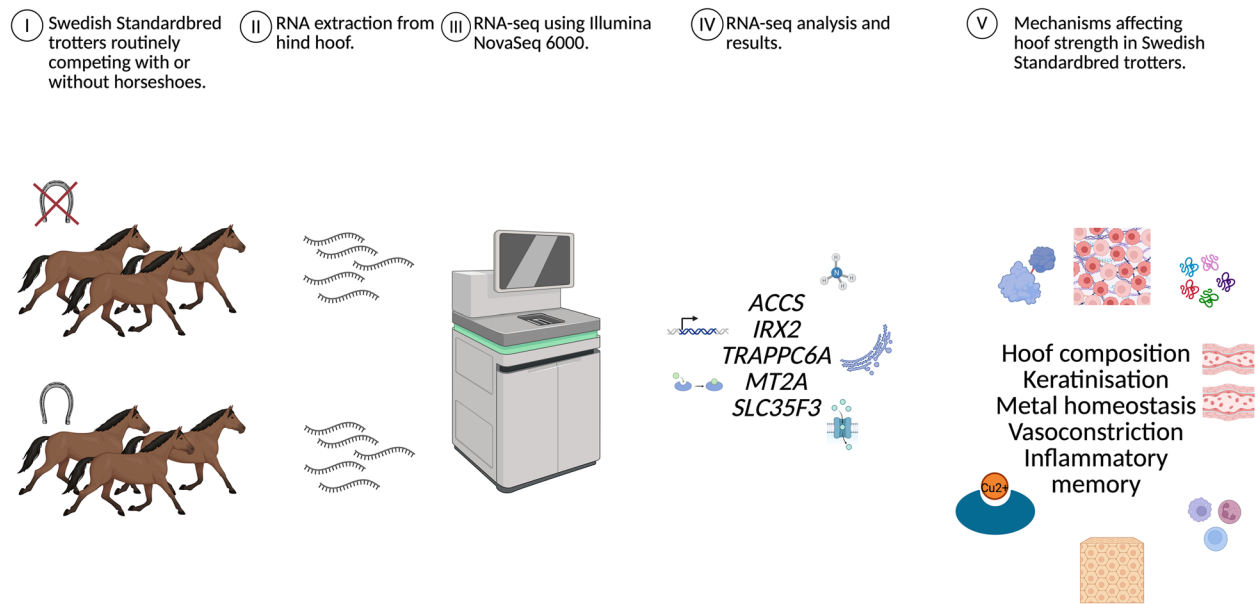 I
Swedish Standardbred
trotters routinely
competing with or
without horseshoes.
II
RNA extraction from
hind hoof.
III
RNA-seq using Illumina
NovaSeq 6000.
IV
RNA-seq analysis and
results.
V
Mechanisms affecting
hoof strength in Swedish
Standardbred trotters.
H
N
H
H
H
ACCS
IRX2
TRAPPC6A
MT2A
SLC35F3
Hoof composition
Keratinisation
Metal homeostasis
Vasoconstriction
Inflammatory
memory
Cu2+